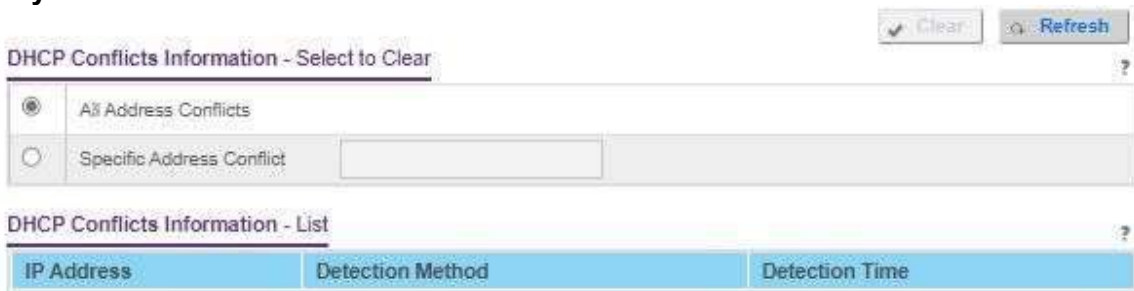 Clear Refresh
DHCP Conflicts Information - Select to Clear
?
All Address Conflicts
Specific Address Conflict
DHCP Conflicts Information - List
?
IP Address Detection Method Detection Time